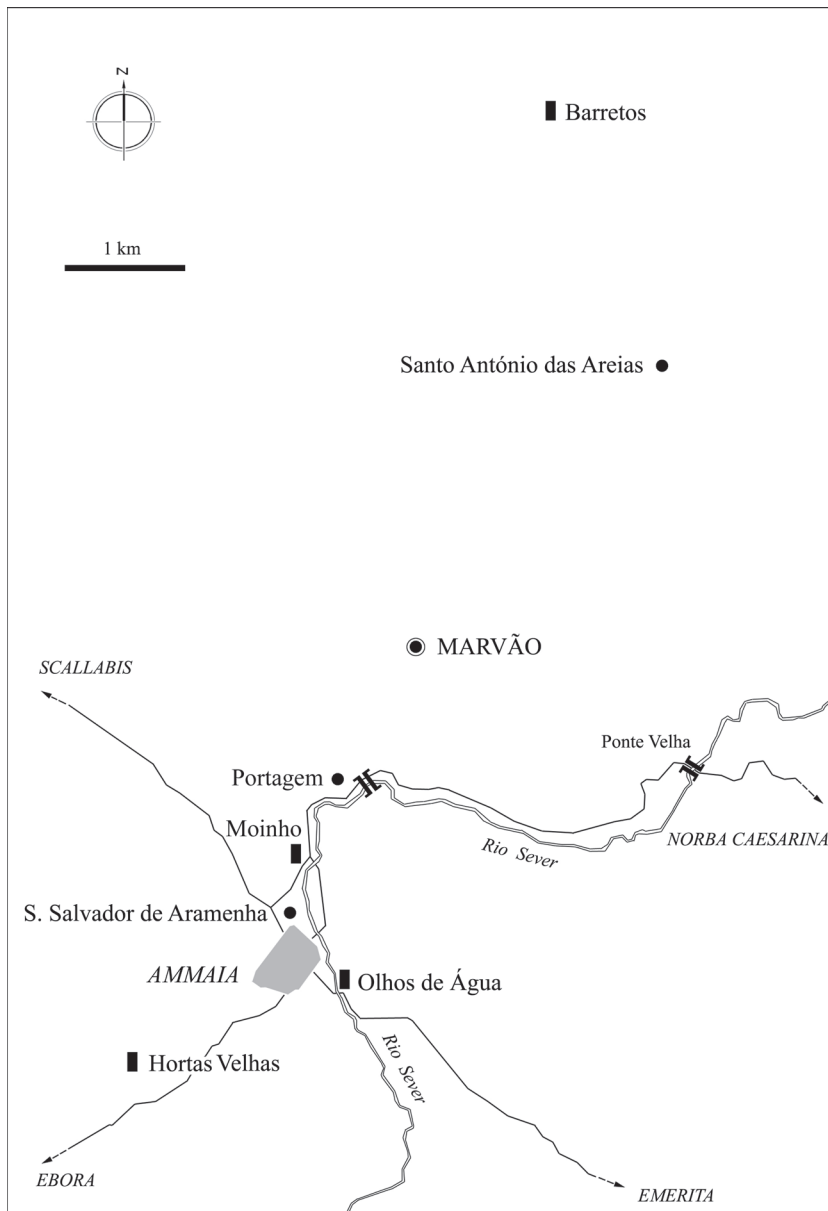 N
Barretos
1 km
Santo António das Areias
MARVÃO
SCALLABIS
Ponte Velha
Portagem
Moinho
Rio Sever
NORBA CAESARINA
S. Salvador de Aramenha
AMMAIA
Olhos de Água
Hortas Velhas
Rio Sever
EBORA
EMERITA